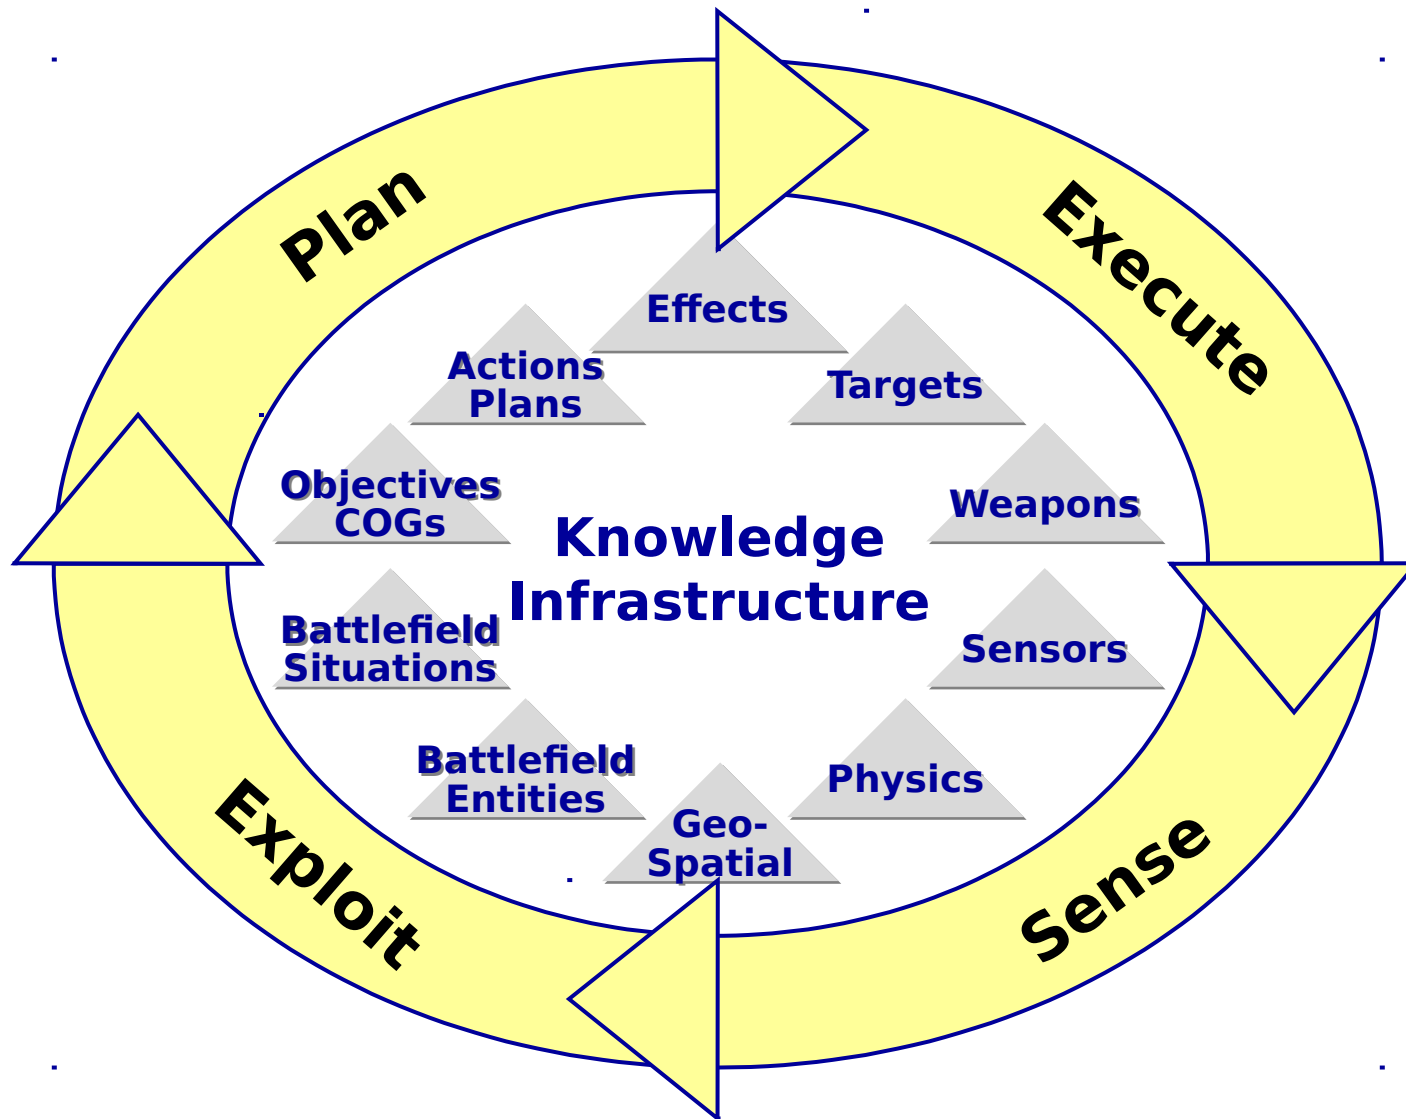 Plan
Execute
Effects
Actions
Plans
Targets
Objectives
COGs
Weapons
Knowledge
Infrastructure
Battlefield
Situations
Sensors
Battlefield
Entities
Physics
Geo-
Spatial
Exploit
Sense